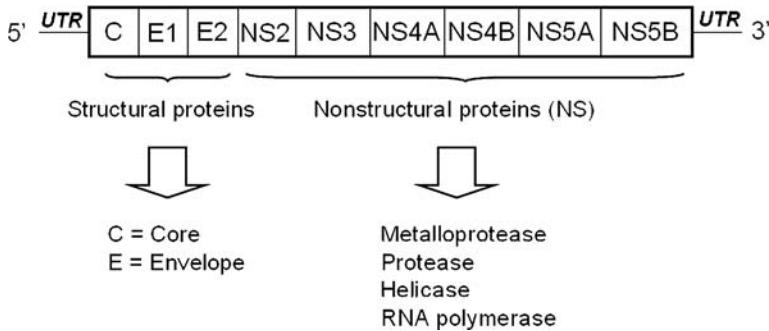 5' UTR C E1 E2 NS2 NS3 NS4A NS4B NS5A NS5B UTR 3'
Structural proteins Nonstructural proteins (NS)
C = Core Metalloprotease
E = Envelope Protease
Helicase
RNA polymerase